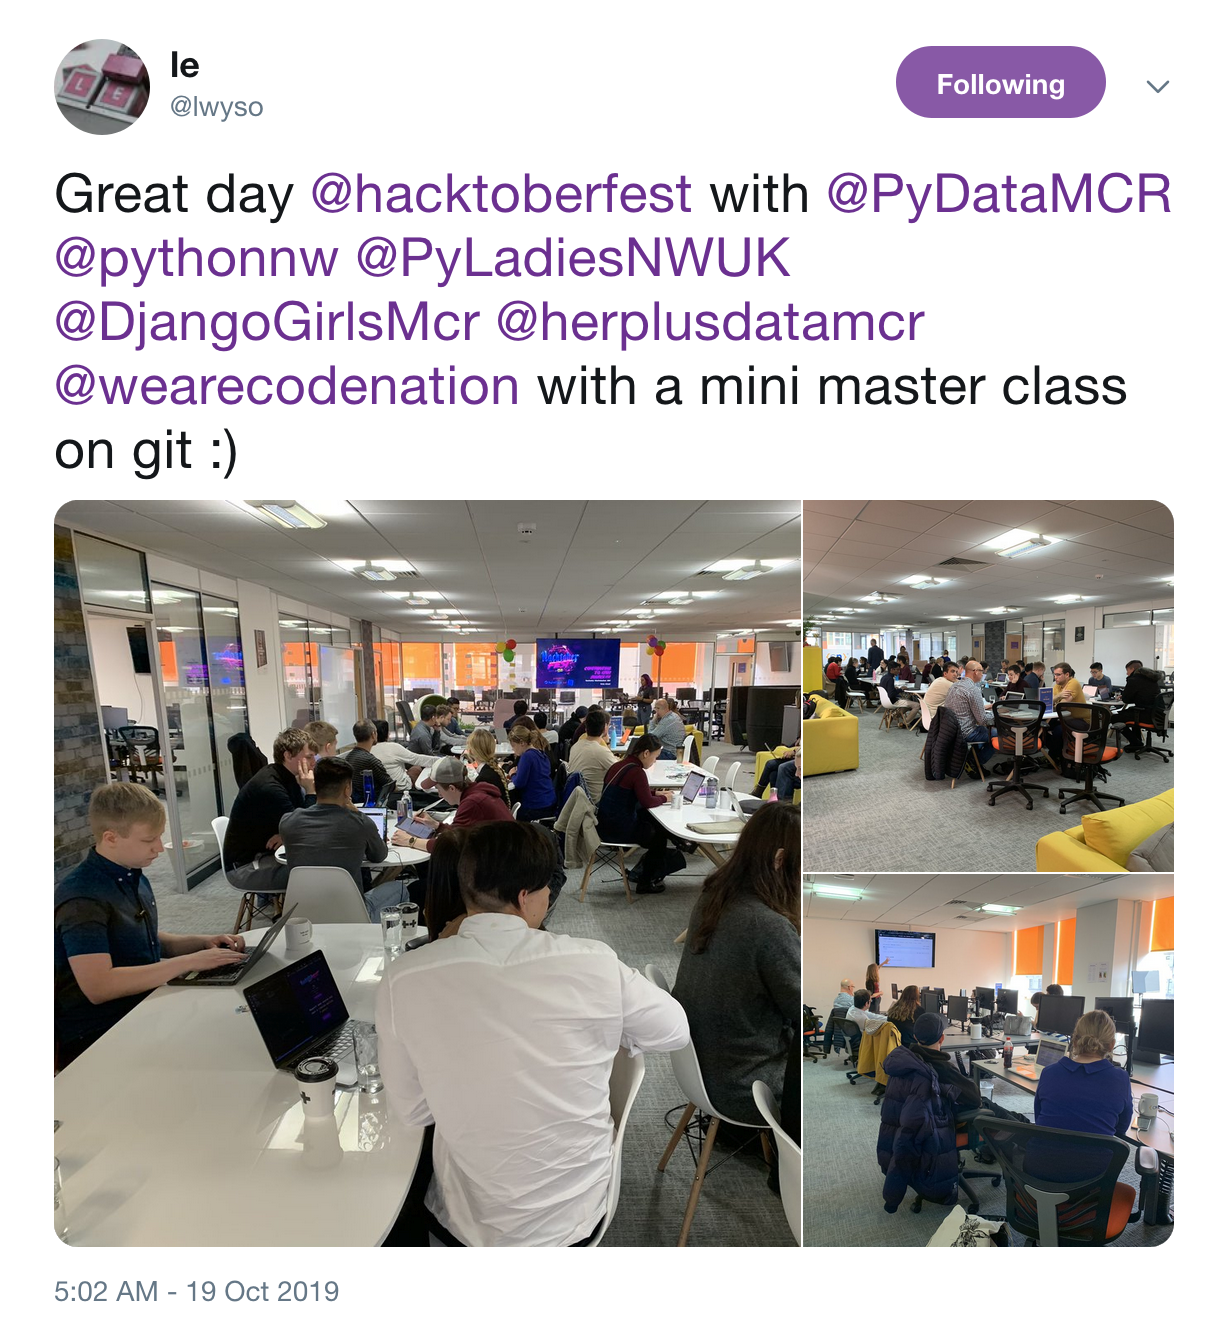 le
@lwyso
Following
Great day @hacktoberfest with @PyDataMCR
@pythonnw @PyLadiesNWUK
@DjangoGirlsMcr @herplusdatamcr
@wearecodenation with a mini master class
on git :)
L E
5:02 AM - 19 Oct 2019